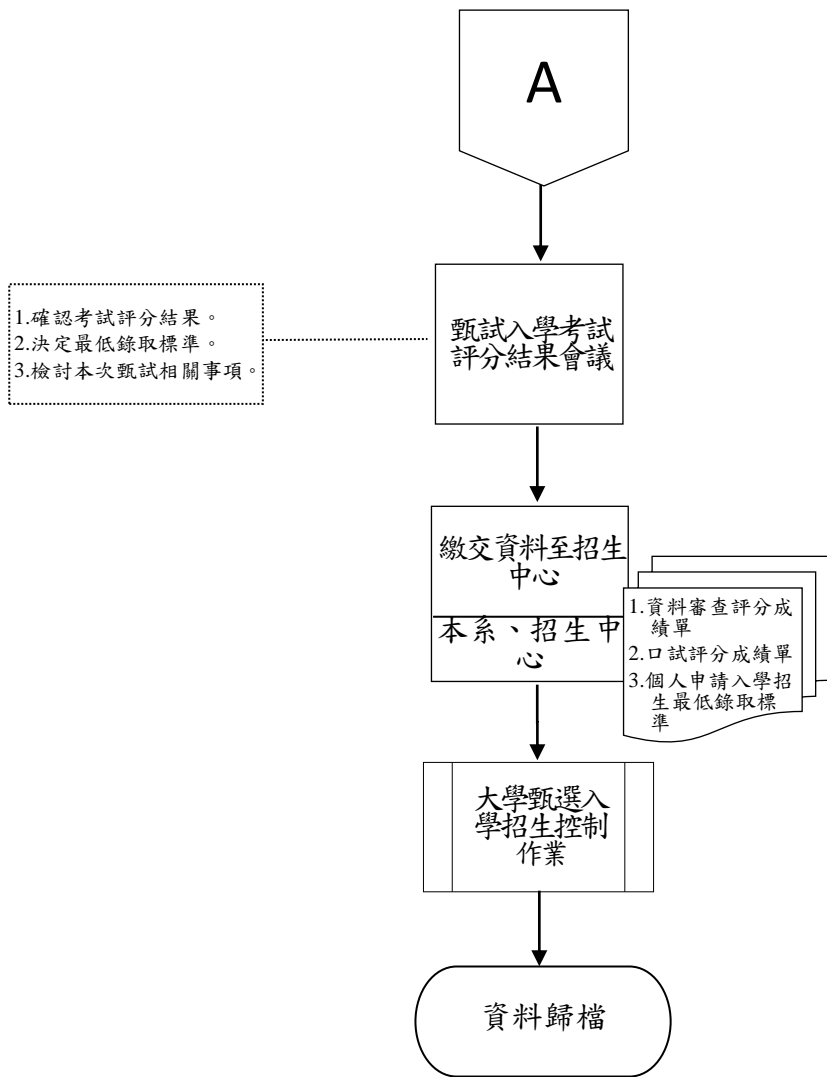 A
甄試入學考試
評分結果會議
1.確認考試評分結果。
2.決定最低錄取標準。
3.檢討本次甄試相關事項。
繳交資料至招生
中心
本系、招生中
心
1.資料審查評分成
績單
2.口試評分成績單
3.個人申請入學招
生最低錄取標
準
大學甄選入
學招生控制
作業
資料歸檔